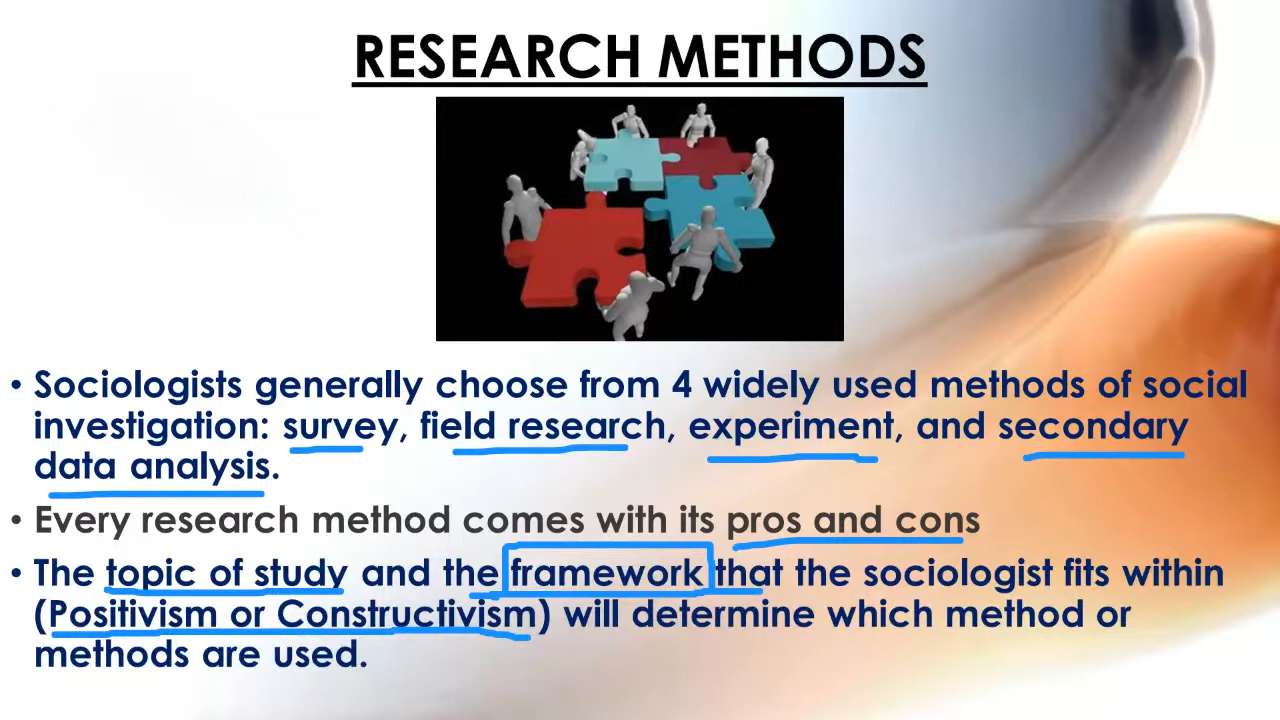 RESEARCH METHODS
• Sociologists generally choose from 4 widely used methods of social
investigation: survey, field research, experiment, and secondary
data analysis.
• Every research method comes with its pros and cons
• The topic of study and the framework that the sociologist fits within
(Positivism or Constructivism) will determine which method or
methods are used.